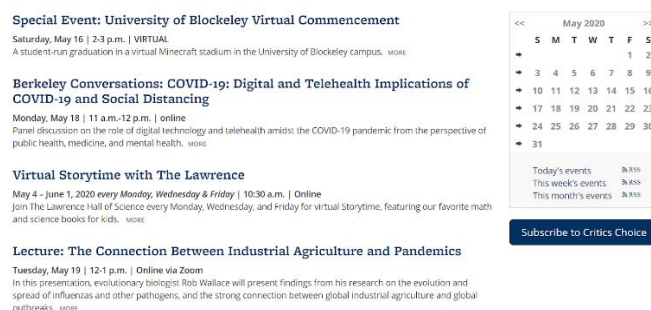 Special Event: University of Blockeley Virtual Commencement
Saturday, May 16 | 2-3 p.m. | VIRTUAL
A student-run graduation in a virtual Minecraft stadium in the University of Blockeley campus. MORE
Berkeley Conversations: COVID-19: Digital and Telehealth Implications of
COVID-19 and Social Distancing
Monday, May 18 | 11 a.m.-12 p.m. | online
Panel discussion on the role of digital technology and telehealth amidst the COVID-19 pandemic from the perspective of
public health, medicine, and mental health. MORE
Virtual Storytime with The Lawrence
May 4 – June 1, 2020 every Monday, Wednesday & Friday | 10:30 a.m. | Online
Join The Lawrence Hall of Science every Monday, Wednesday, and Friday for virtual Storytime, featuring our favorite math
and science books for kids. MORE
Lecture: The Connection Between Industrial Agriculture and Pandemics
Tuesday, May 19 | 12-1 p.m. | Online via Zoom
In this presentation, evolutionary biologist Rob Wallace will present findings from his research on the evolution and
spread of influenzas and other pathogens, and the strong connection between global industrial agriculture and global
outbreaks. MORE
<< May 2020 >>
S M T W T F S
1 2
3 4 5 6 7 8 9
10 11 12 13 14 15 16
17 18 19 20 21 22 23
24 25 26 27 28 29 30
31
Today's events RSS
This week's events RSS
This month's events RSS
Subscribe to Critics Choice